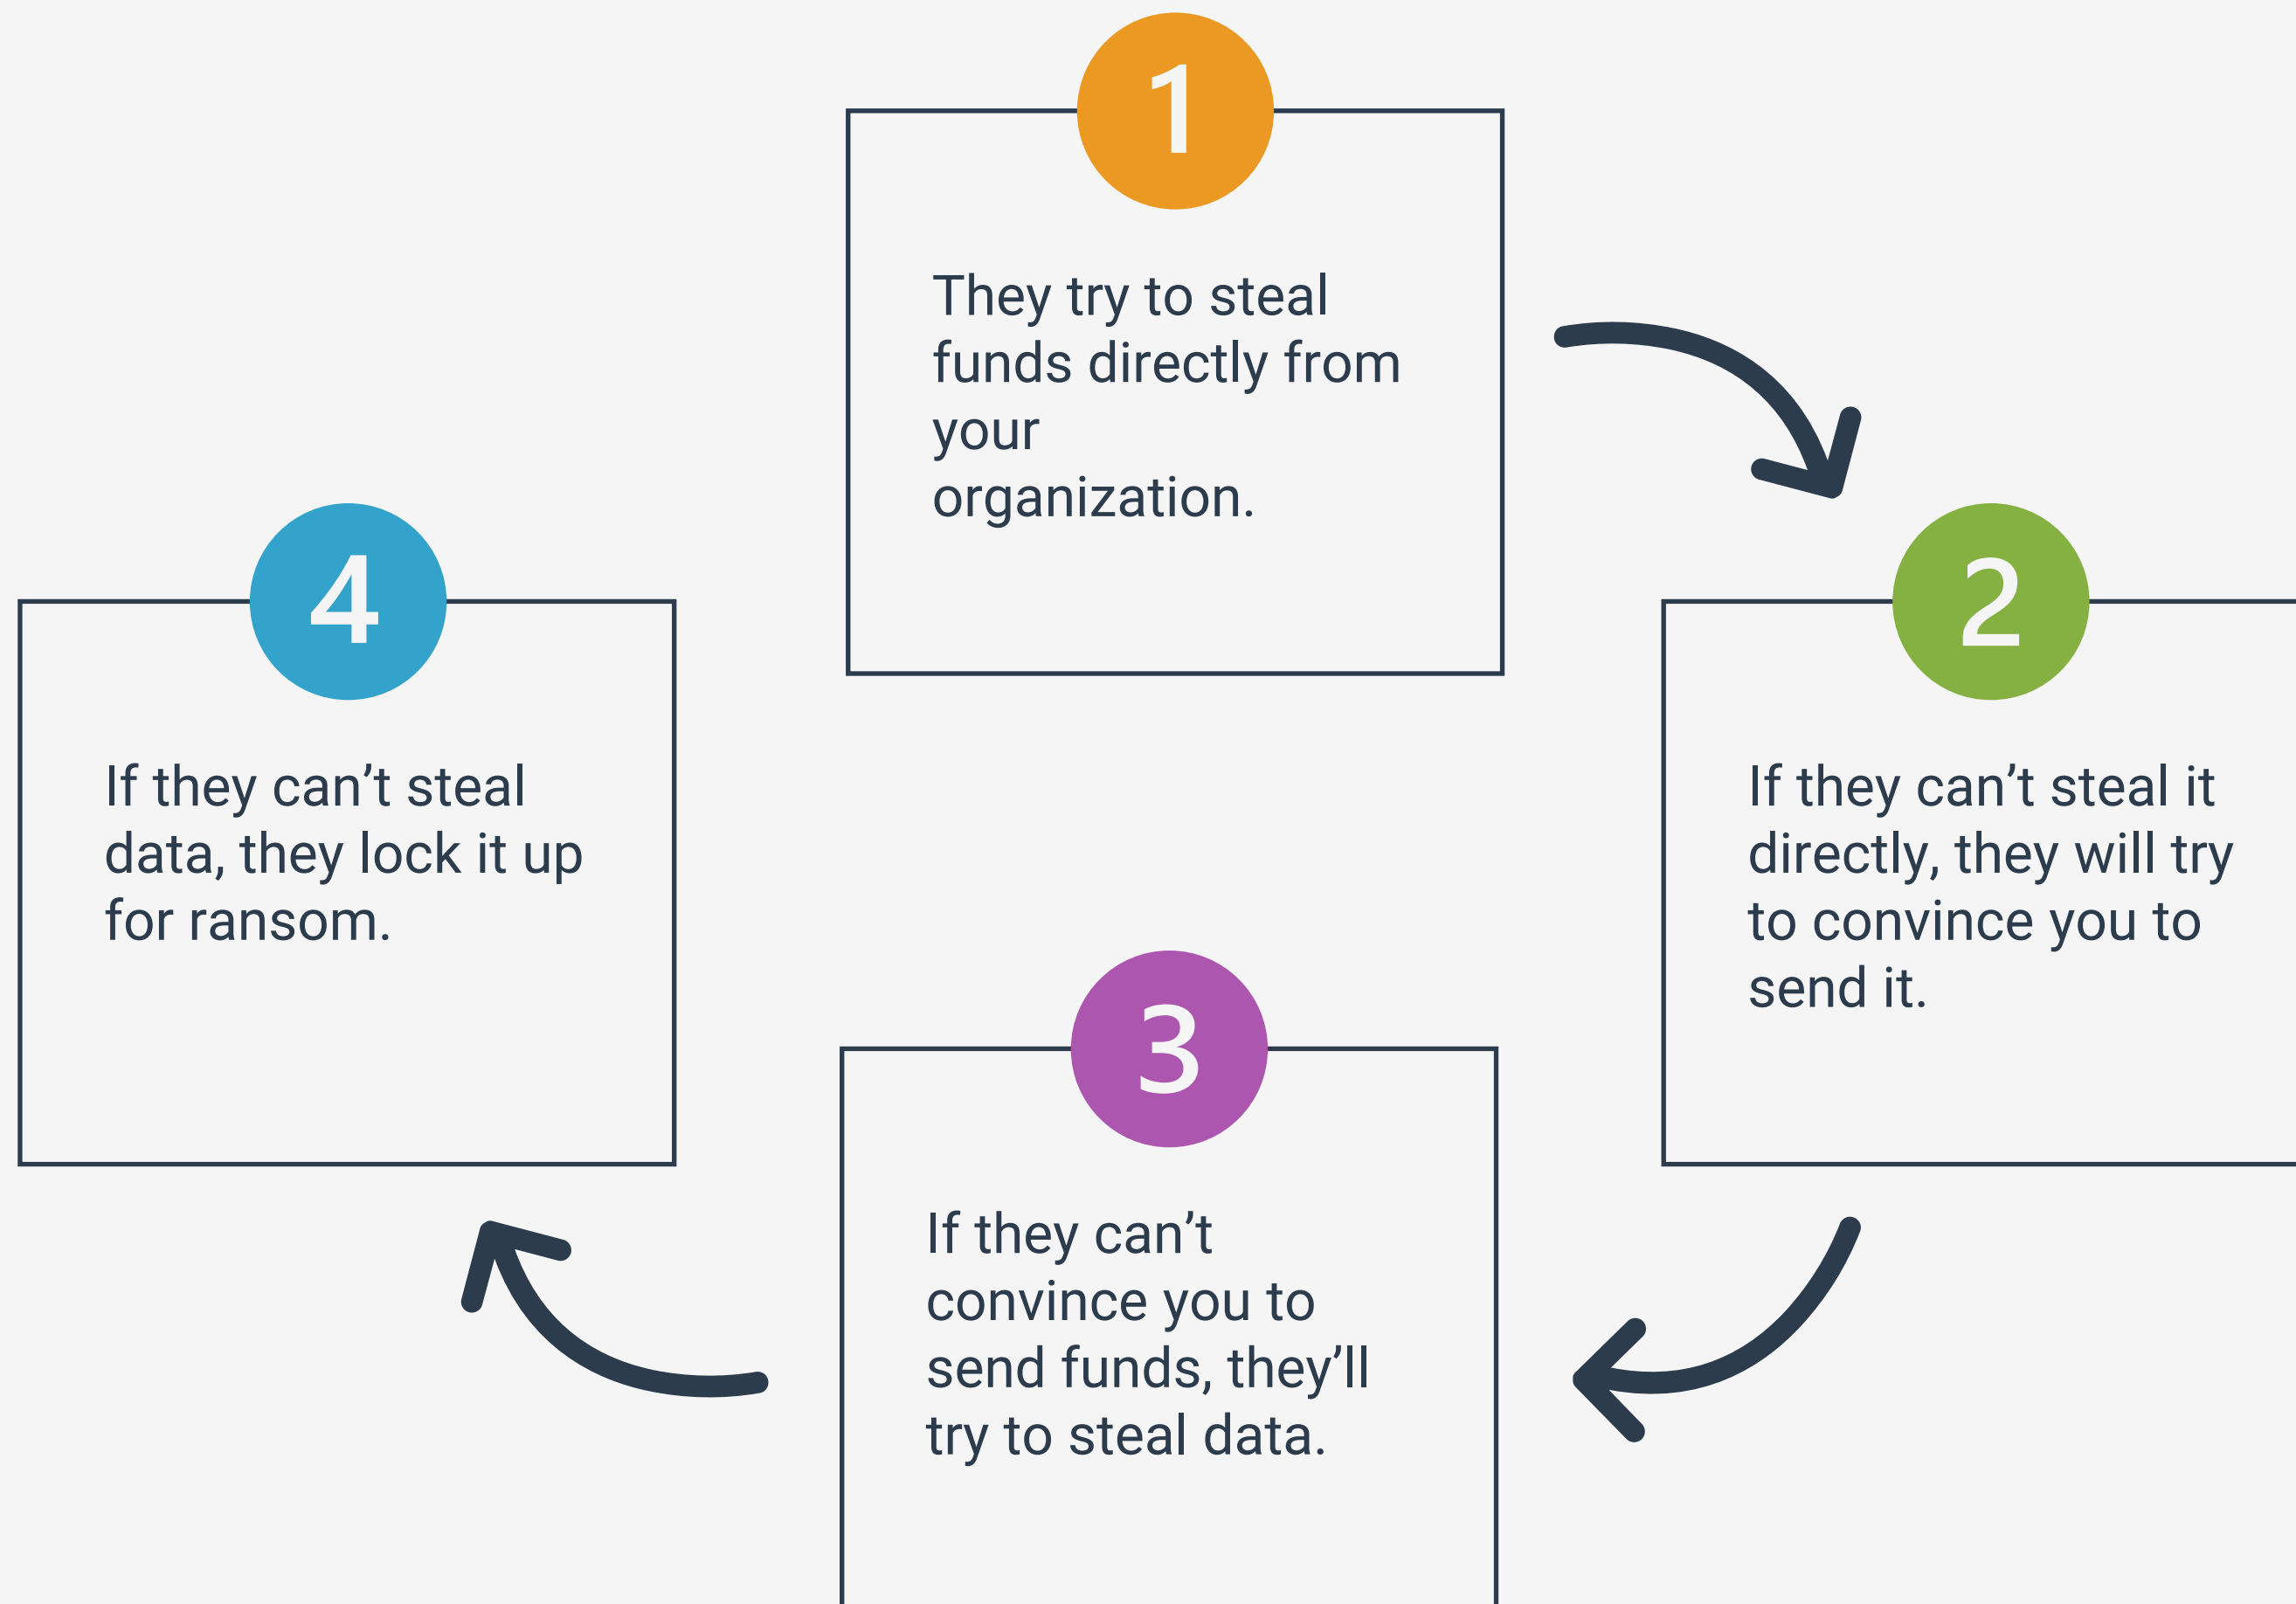 1
They try to steal
funds directly from
your
organization.
2
If they can’t steal it
directly, they will try
to convince you to
send it.
3
If they can’t
convince you to
send funds, they’ll
try to steal data.
4
If they can’t steal
data, they lock it up
for ransom.